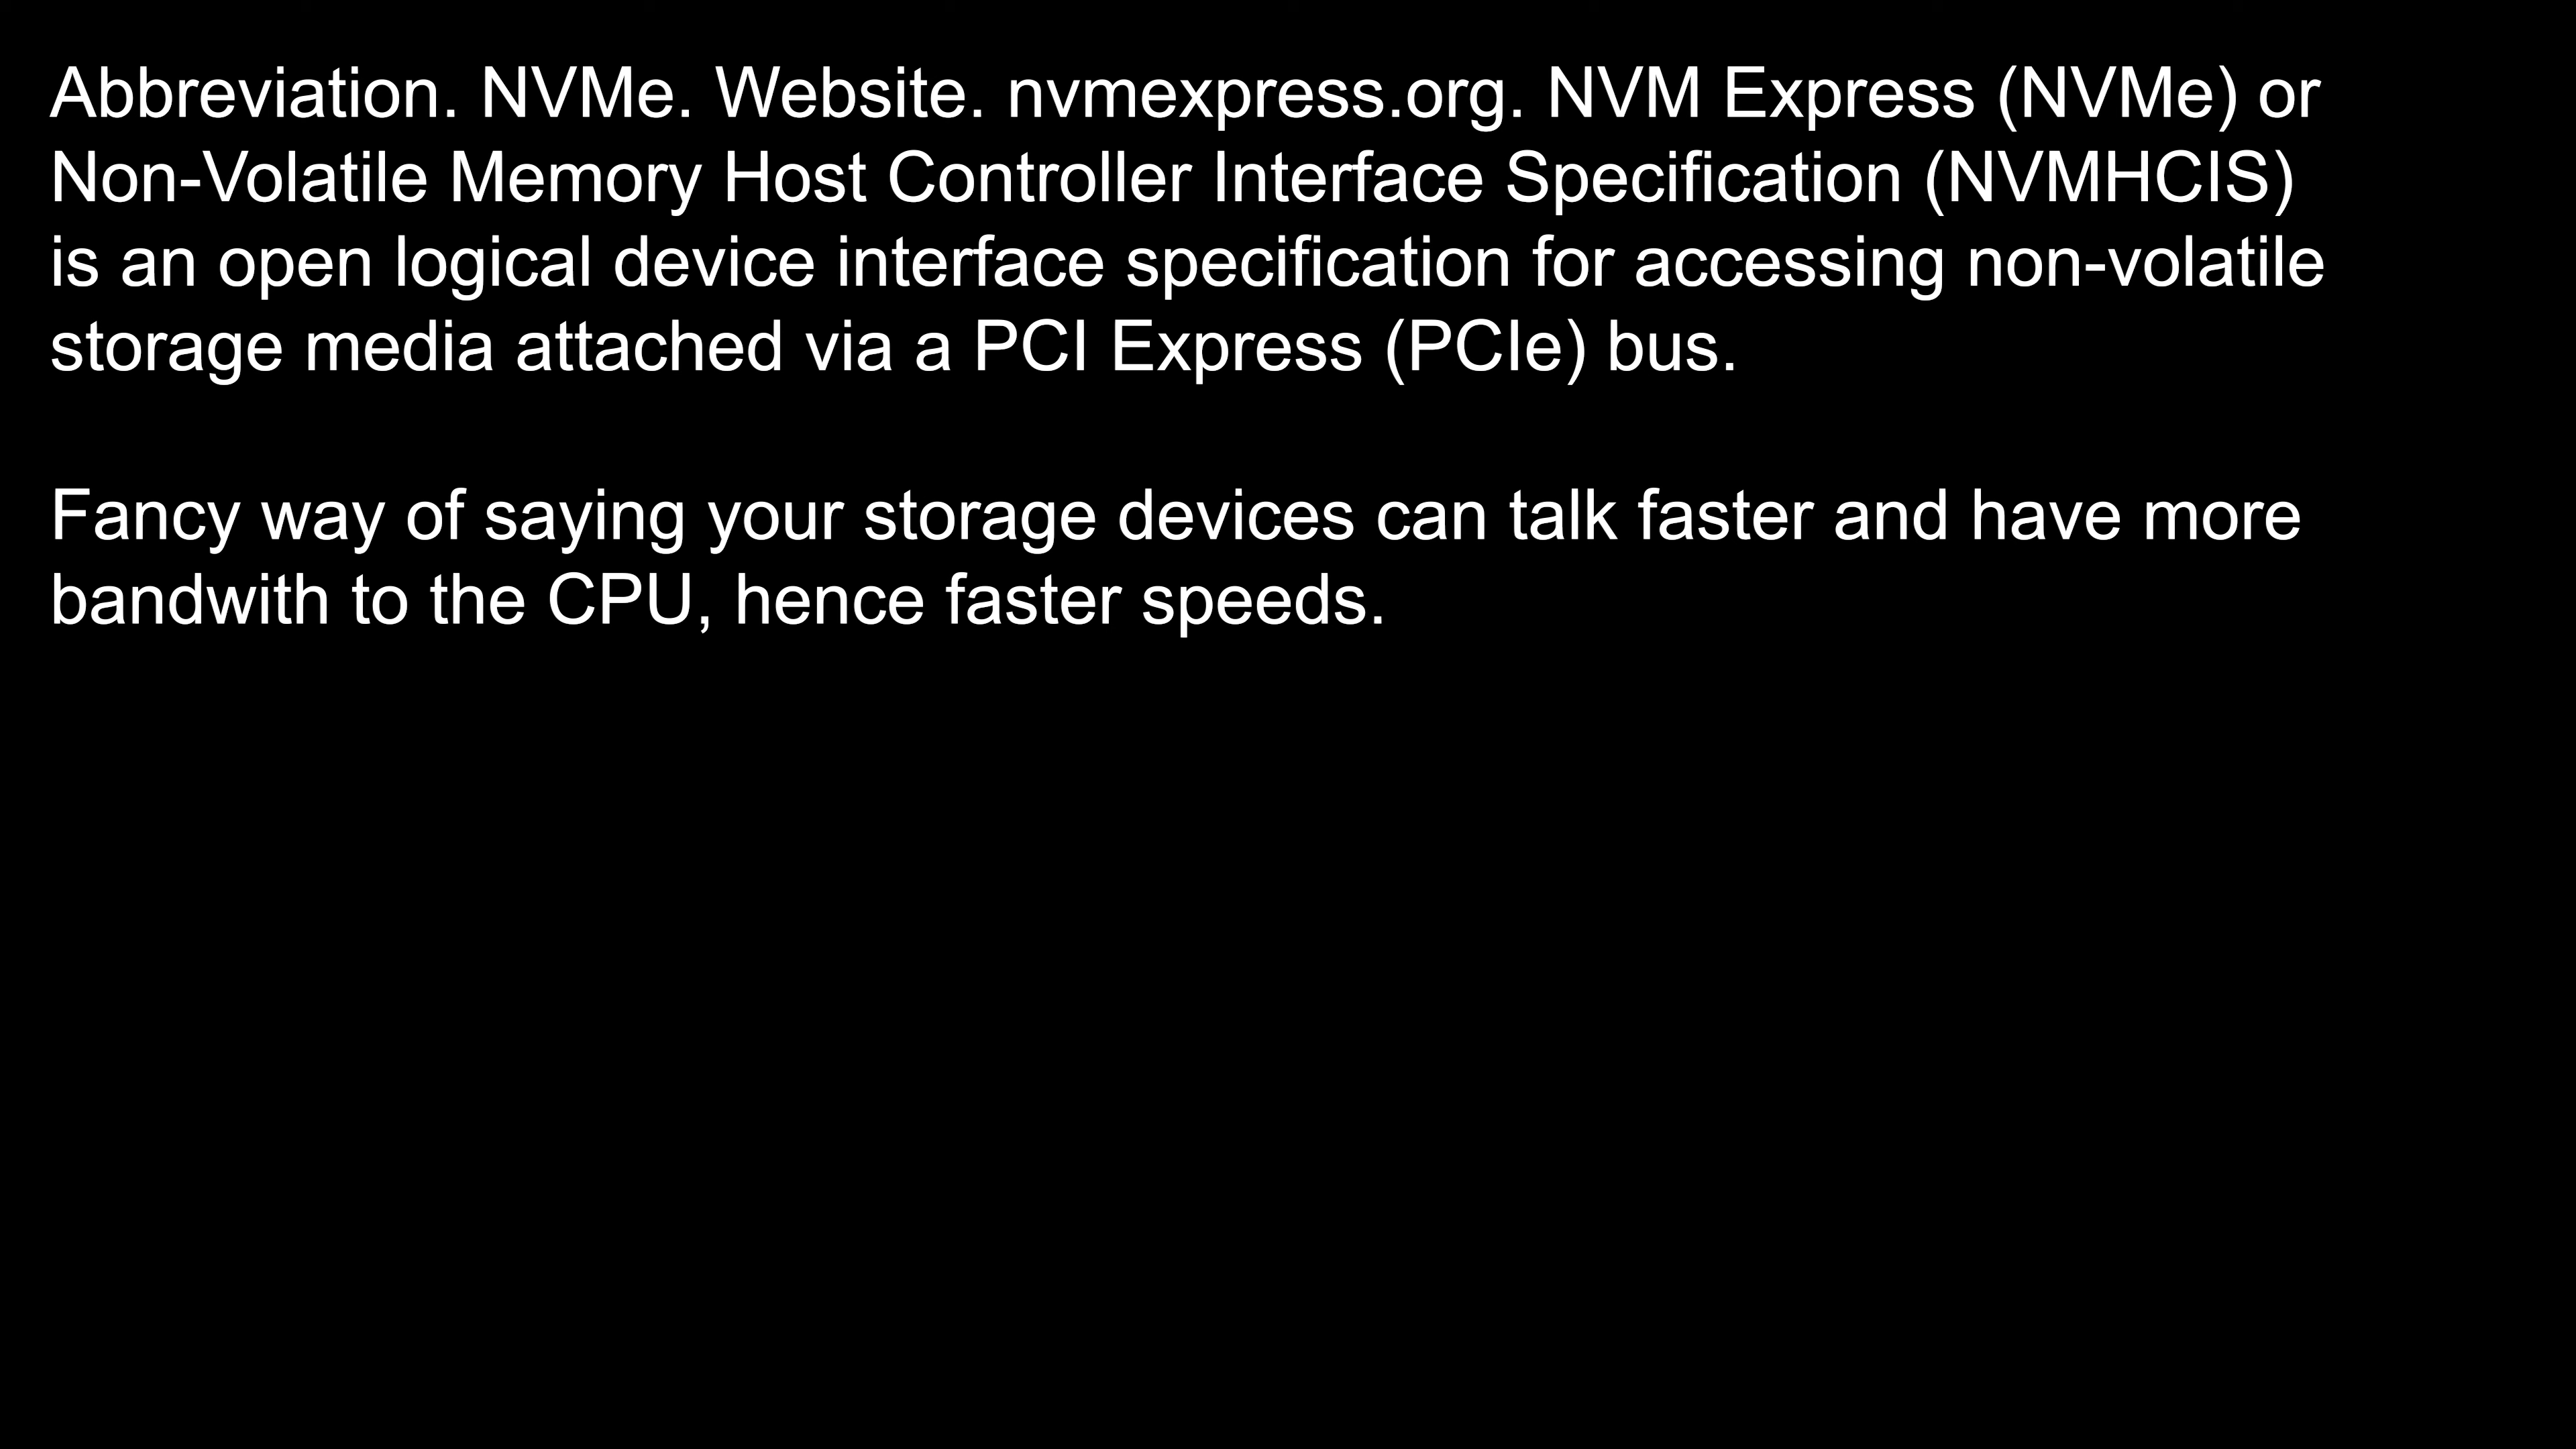 Abbreviation. NVMe. Website. nvmexpress.org. NVM Express (NVMe) or
Non-Volatile Memory Host Controller Interface Specification (NVMHCIS)
is an open logical device interface specification for accessing non-volatile
storage media attached via a PCI Express (PCIe) bus.
Fancy way of saying your storage devices can talk faster and have more
bandwith to the CPU, hence faster speeds.